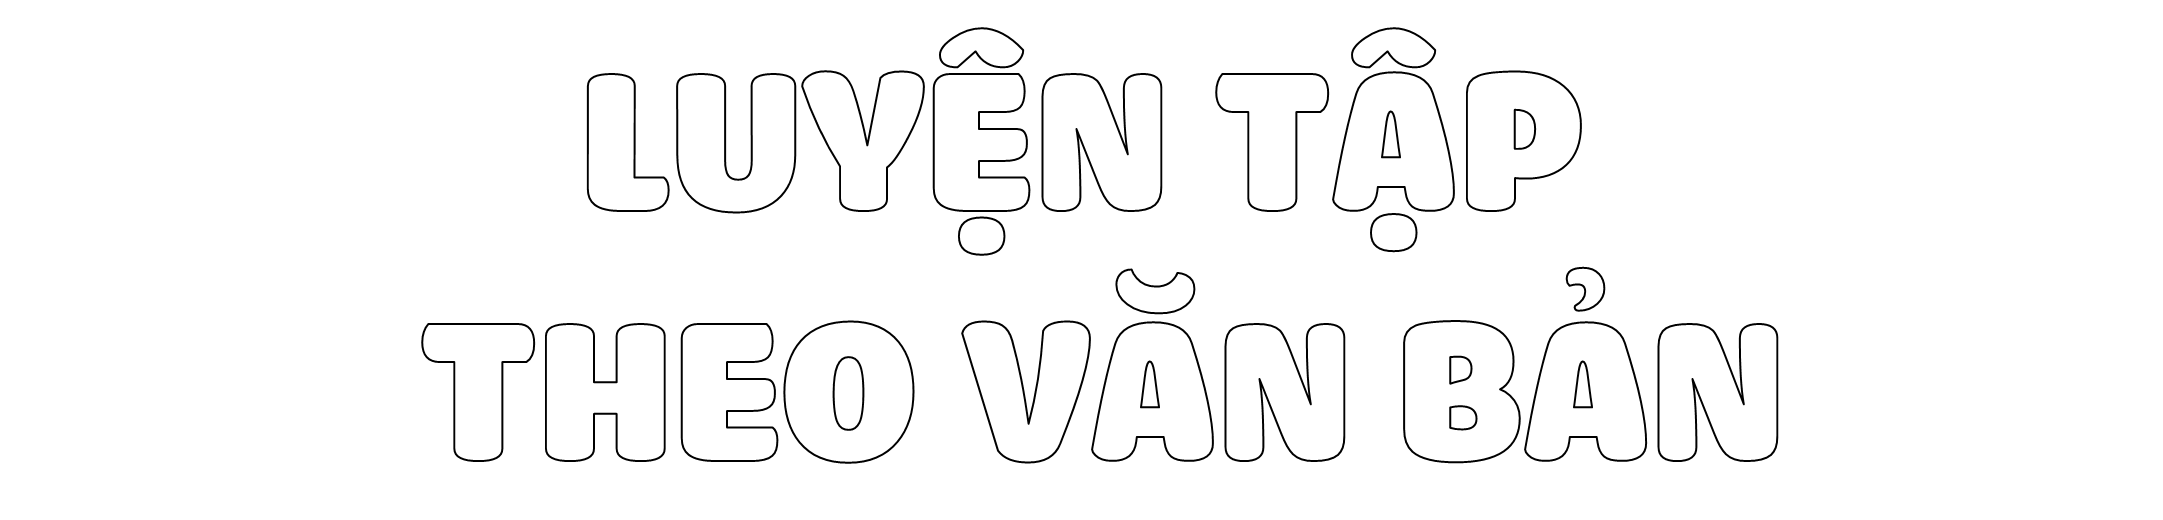 LUYỆN TẬP
THEO VĂN BẢN